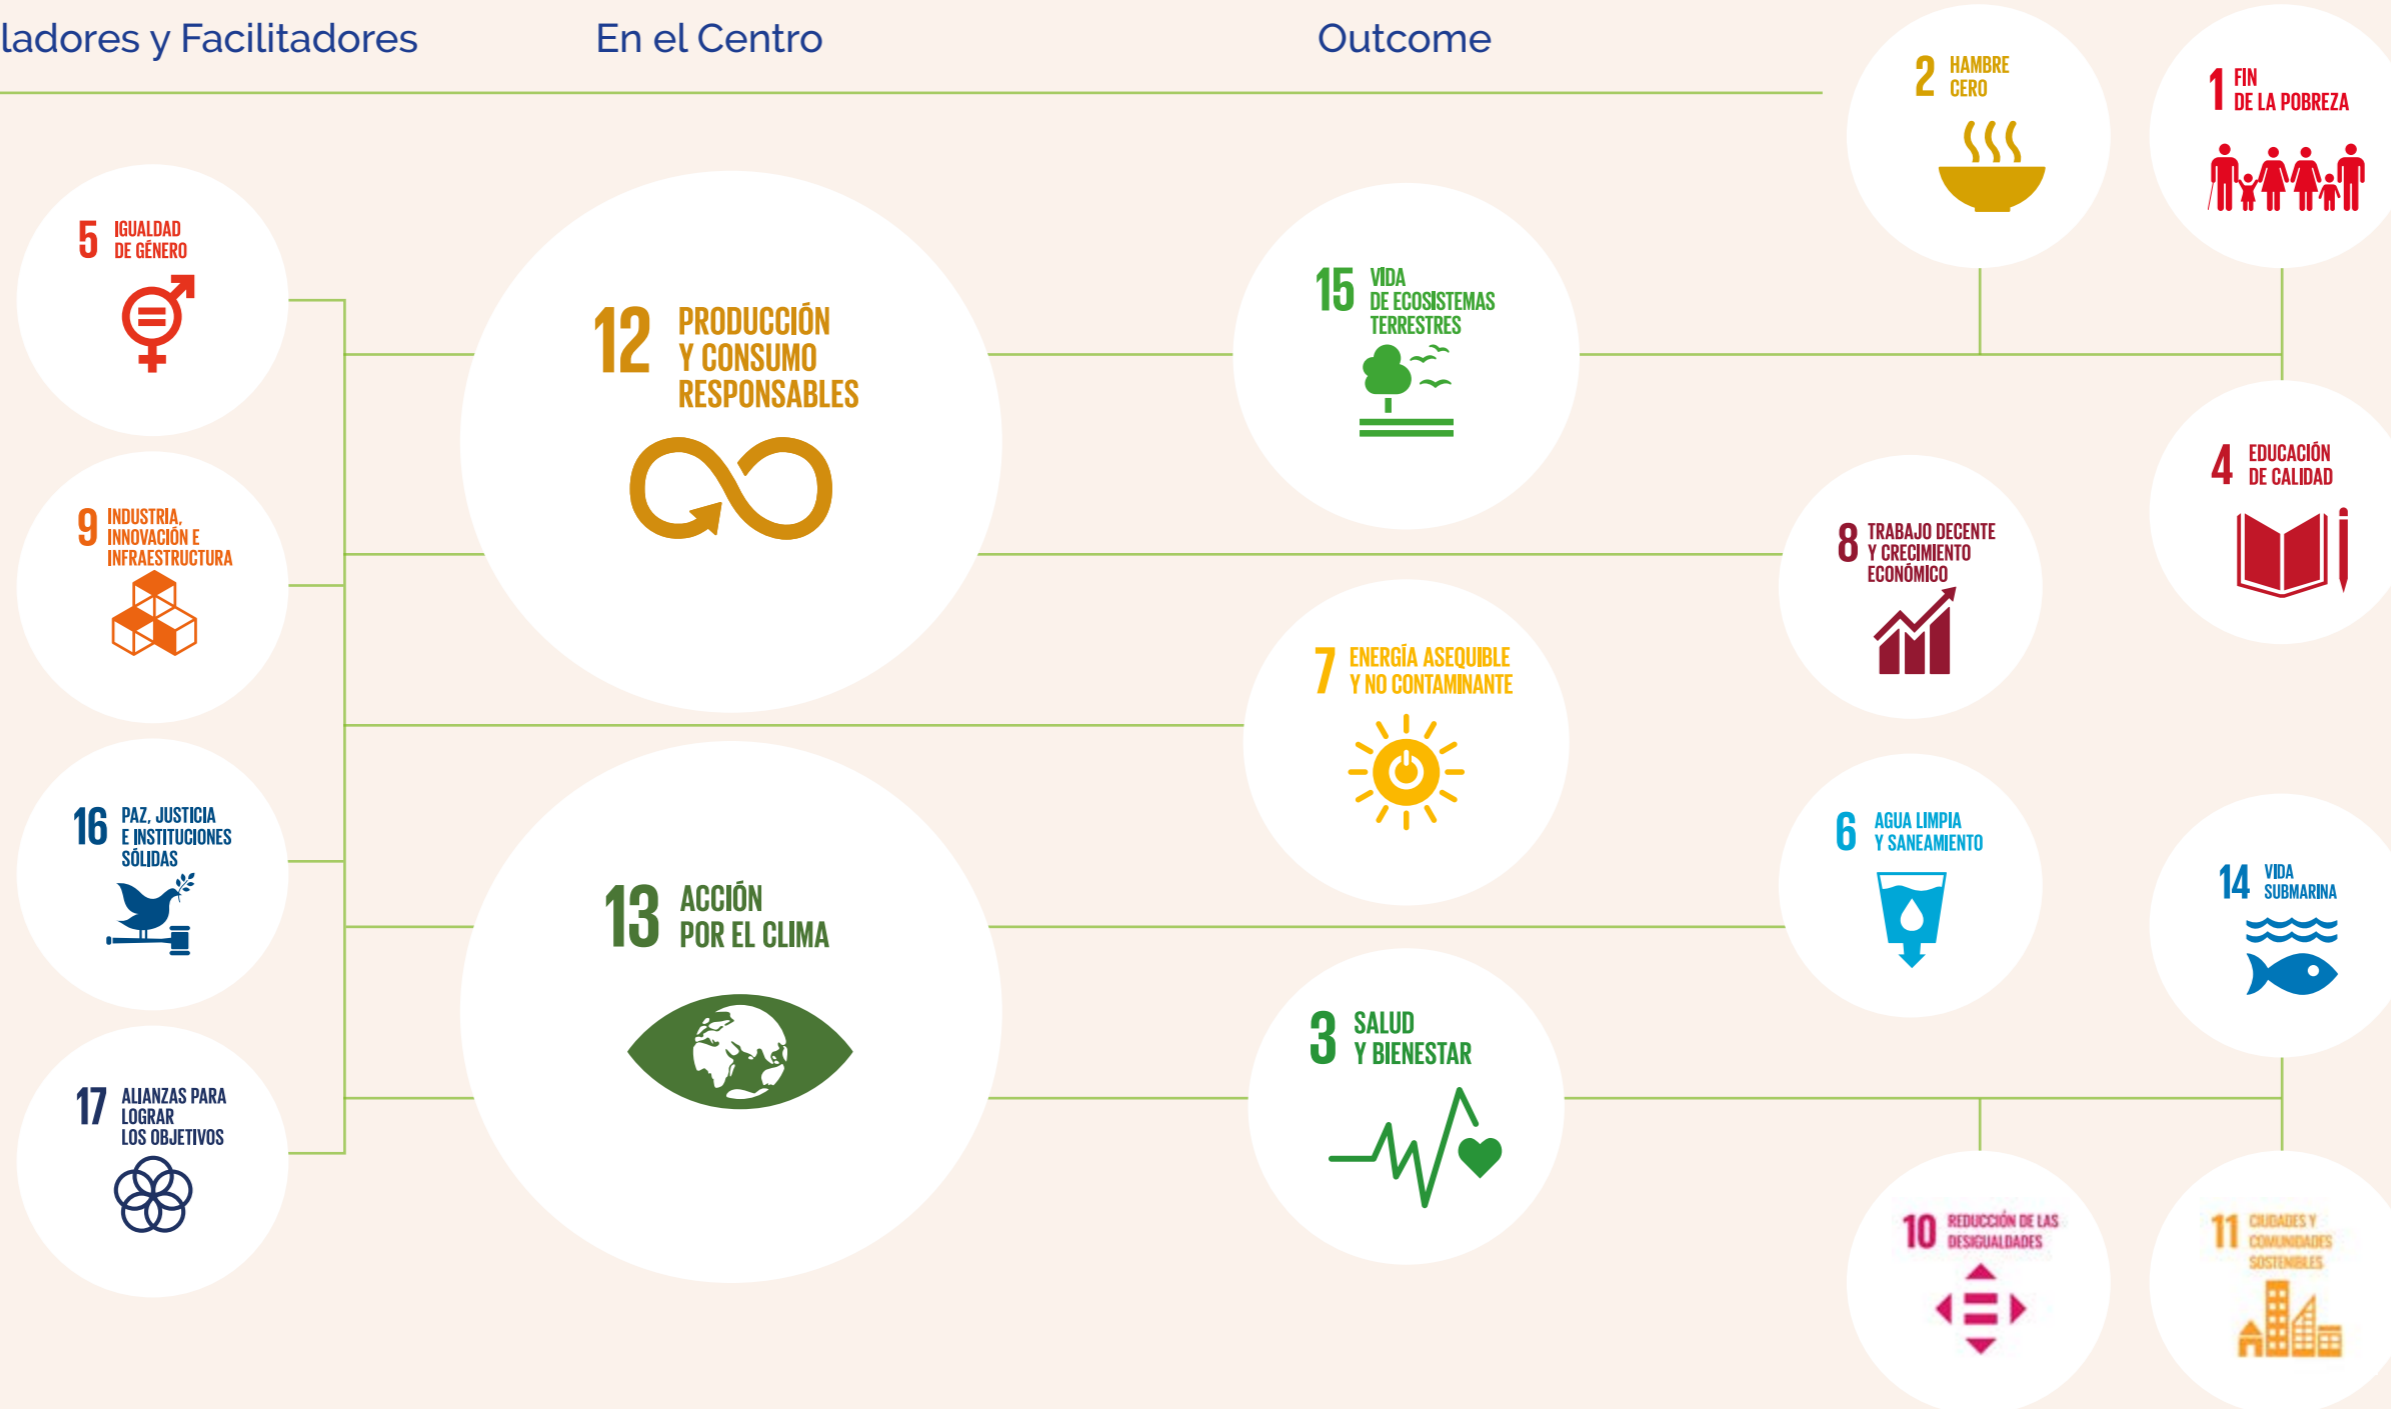 ladores y Facilitadores
En el Centro
Outcome
2 HAMBRE
CERO
1 FIN
DE LA POBREZA
5 IGUALDAD
DE GÉNERO
12 PRODUCCIÓN
Y CONSUMO
RESPONSABLES
15 VIDA
DE ECOSISTEMAS
TERRESTRES
4 EDUCACIÓN
DE CALIDAD
9 INDUSTRIA,
INNOVACIÓN E
INFRAESTRUCTURA
8 TRABAJO DECENTE
Y CRECIMIENTO
ECONÓMICO
7 ENERGÍA ASEQUIBLE
Y NO CONTAMINANTE
16 PAZ, JUSTICIA
E INSTITUCIONES
SÓLIDAS
13 ACCIÓN
POR EL CLIMA
6 AGUA LIMPIA
Y SANEAMIENTO
14 VIDA
SUBMARINA
3 SALUD
Y BIENESTAR
17 ALIANZAS PARA
LOGRAR
LOS OBJETIVOS
10 REDUCCIÓN DE LAS
DESIGUALDADES
11 CIUDADES Y
COMUNIDADES
SOSTENIBLES